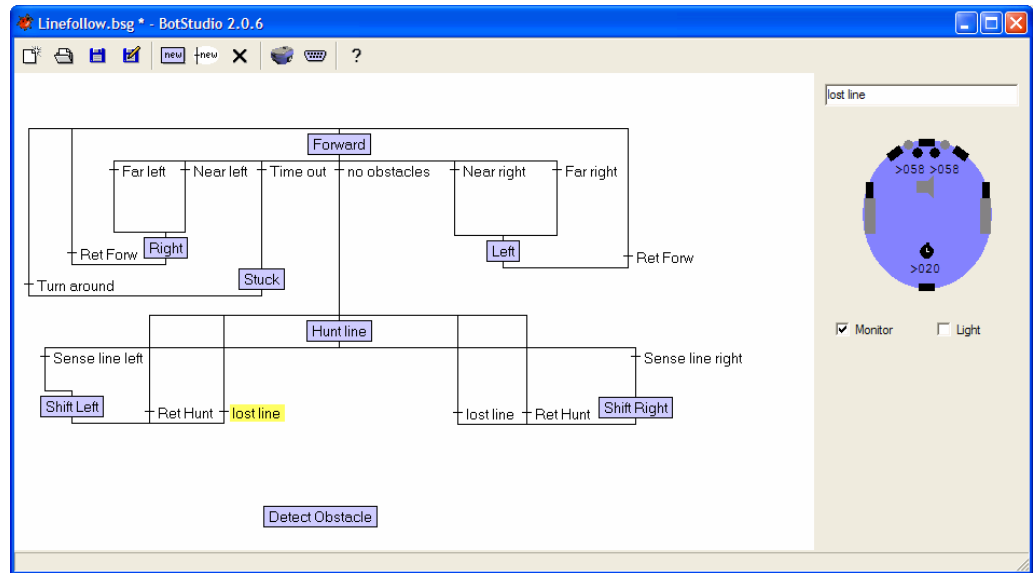 Linefollow.bsg * - BotStudio 2.0.6
new new ?
lost line
Forward
Far left Near left Time out no obstacles Near right Far right
>058 >058
Ret Forw Right Left Ret Forw
>020
Turn around Stuck
Hunt line
Monitor Light
Sense line left Sense line right
Shift Left Ret Hunt lost line lost line Ret Hunt Shift Right
Detect Obstacle